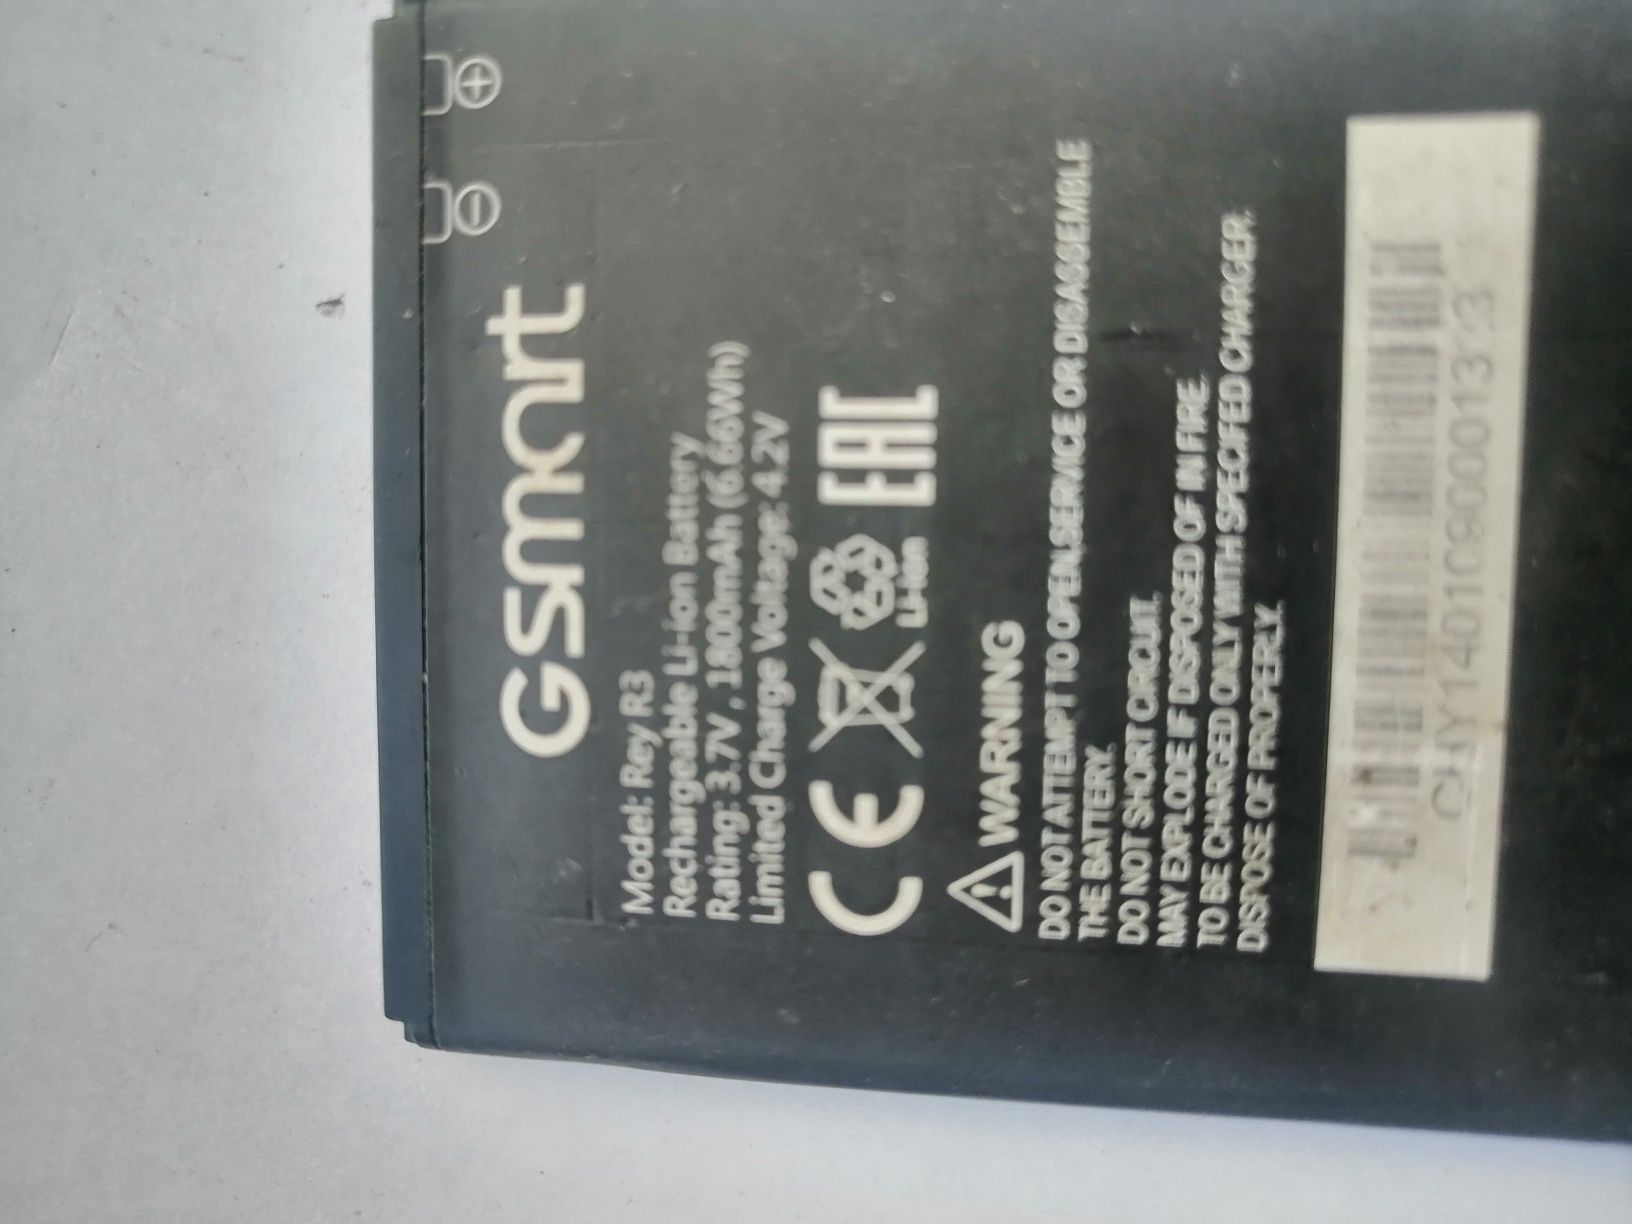 GSmart
Model: Rey R3
Rechargeable Li-ion Battery
Rating: 3.7V , 1800mAh (6.66Wh)
Limited Charge Voltage: 4.2V
CE
Li-ion
EAC
WARNING
DO NOT ATTEMPT TO OPEN,SERVICE OR DISASSEMBLE
THE BATTERY.
DO NOT SHORT CIRCUIT.
MAY EXPLODE IF DISPOSED OF IN FIRE.
TO BE CHARGED ONLY WITH SPECIFED CHARGER.
DISPOSE OF PROPERLY.